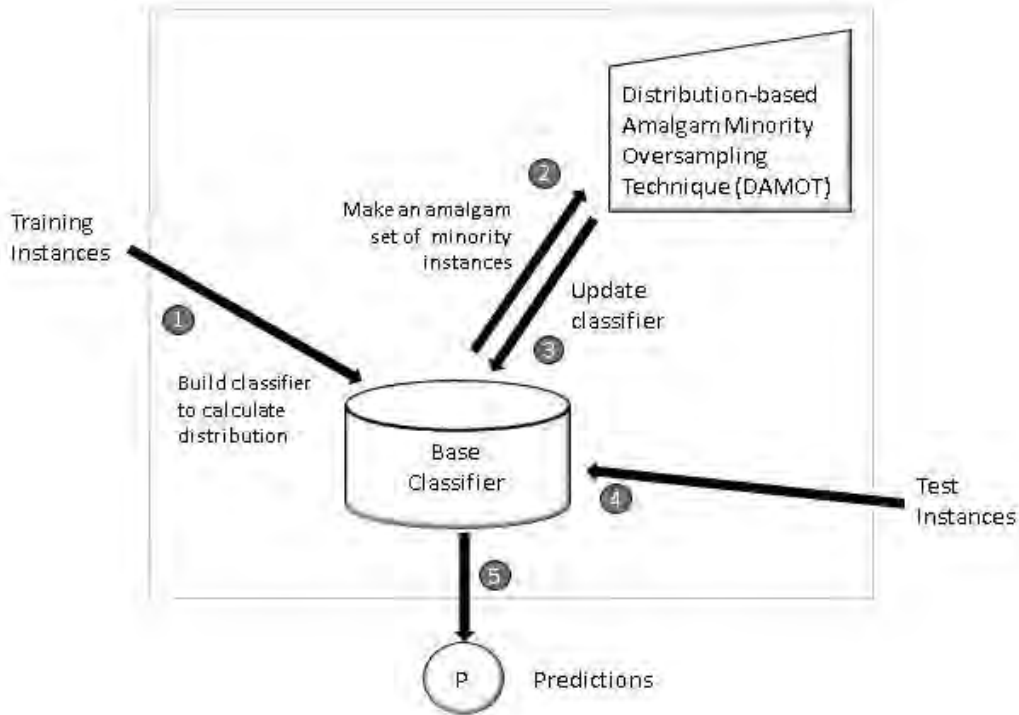 Distribution-based
Amalgam Minority
Oversampling
Technique (DAMOT)
2
Make an amalgam
set of minority
instances
Training
Instances
Update
classifier
1
3
Build classifier
to calculate
distribution
Base
Classifier
4
Test
Instances
5
P
Predictions